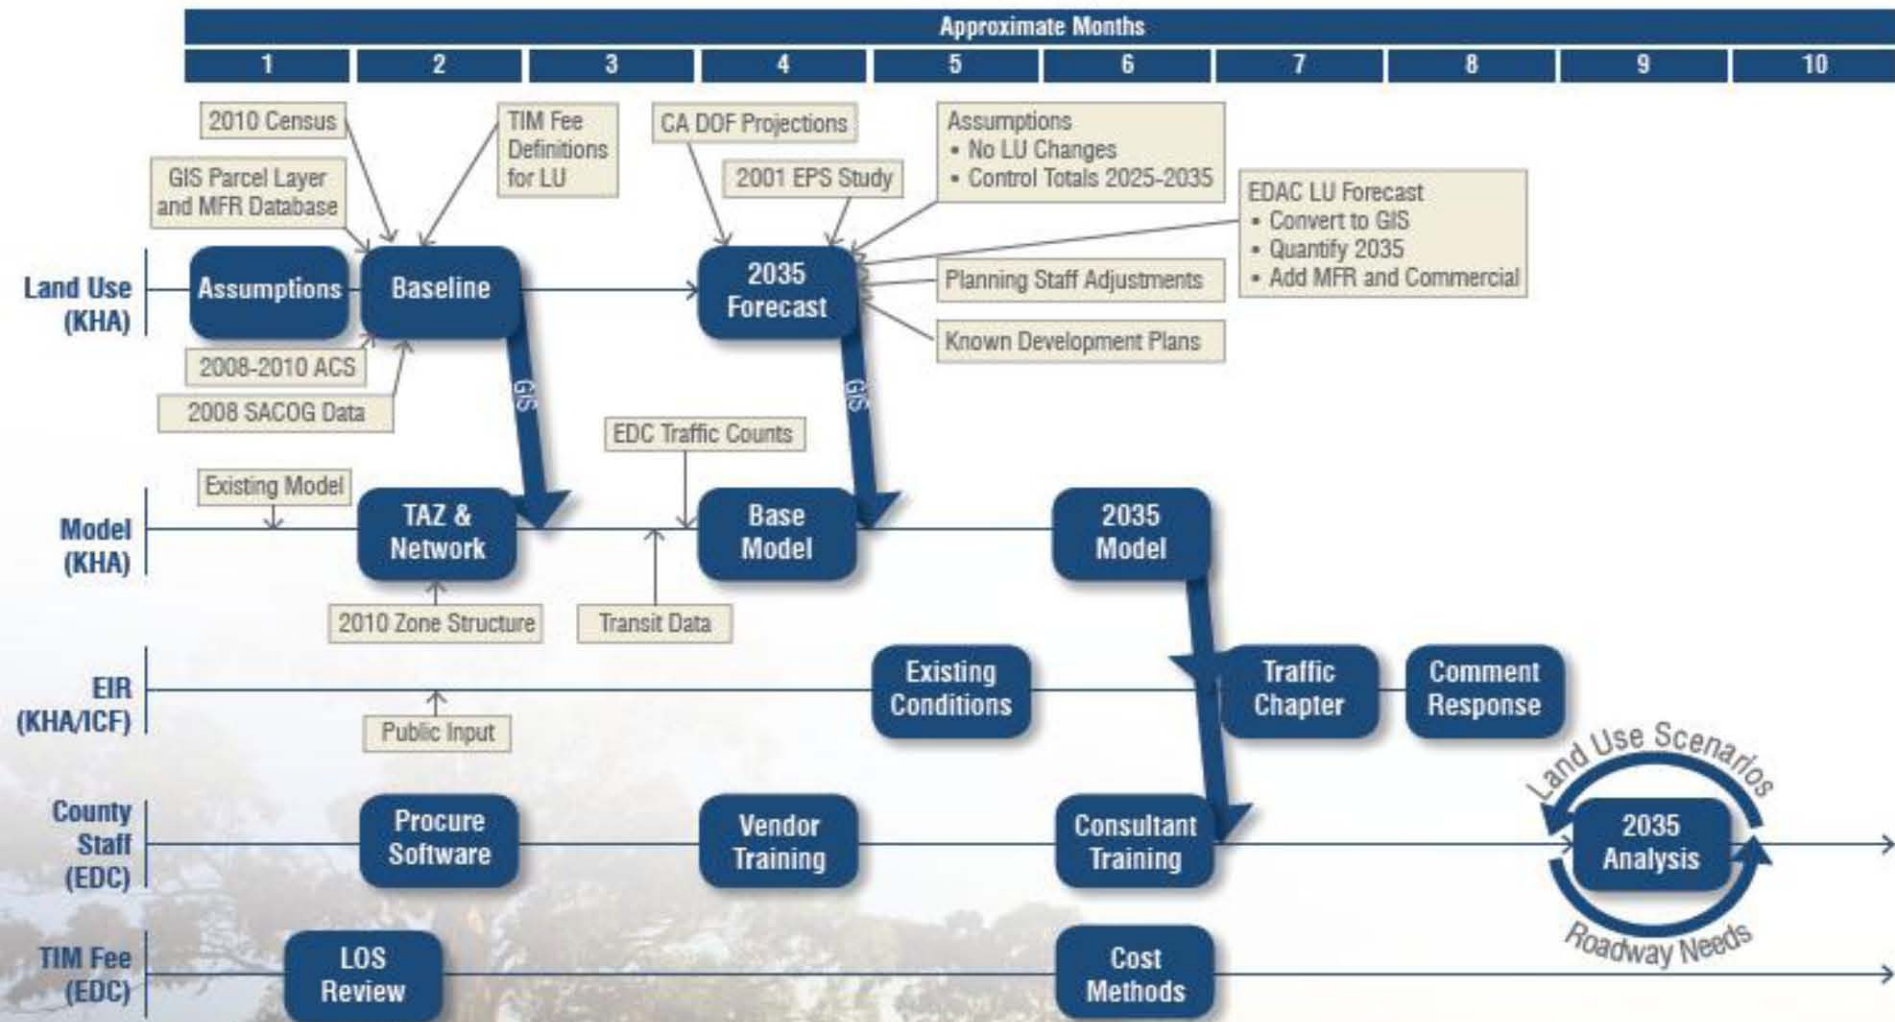 Approximate Months
1 2 3 4 5 6 7 8 9 10
2010 Census
TIM Fee
Definitions
for LU
GIS Parcel Layer
and MFR Database
CA DOF Projections
2001 EPS Study
Assumptions
• No LU Changes
• Control Totals 2025-2035
EDAC LU Forecast
• Convert to GIS
• Quantify 2035
• Add MFR and Commercial
Land Use
(KHA)
Assumptions
Baseline
2035
Forecast
Planning Staff Adjustments
Known Development Plans
2008-2010 ACS
2008 SACOG Data
GIS
GIS
EDC Traffic Counts
Existing Model
Model
(KHA)
TAZ &
Network
Base
Model
2035
Model
2010 Zone Structure
Transit Data
EIR
(KHA/ICF)
Existing
Conditions
Traffic
Chapter
Comment
Response
Public Input
County
Staff
(EDC)
Procure
Software
Vendor
Training
Consultant
Training
Land Use Scenarios
2035
Analysis
Roadway Needs
TIM Fee
(EDC)
LOS
Review
Cost
Methods